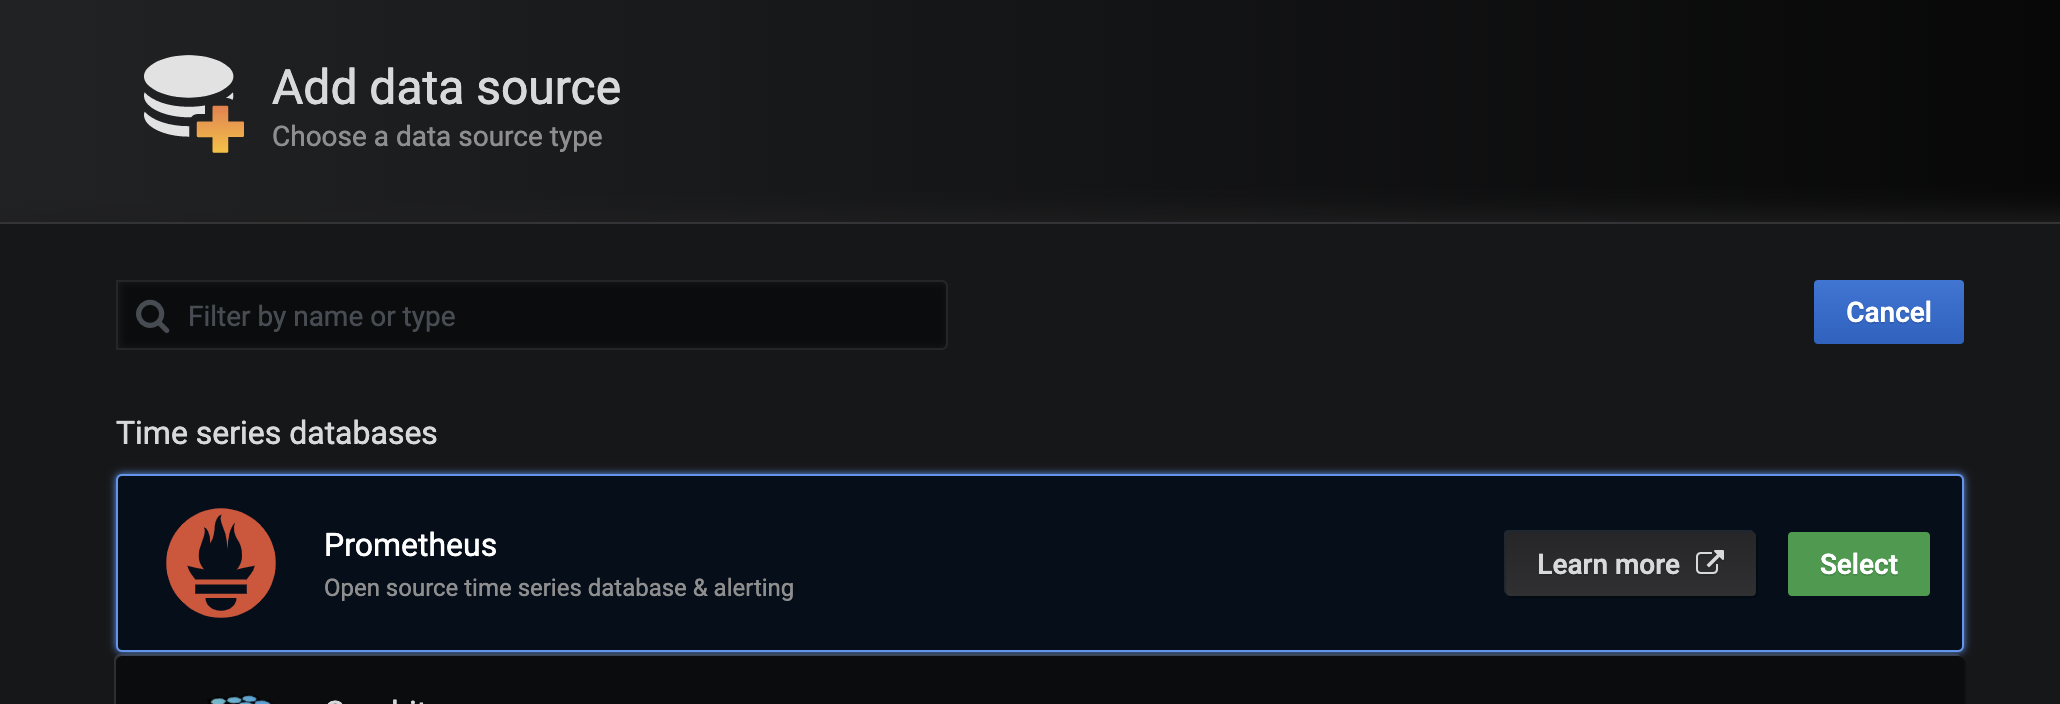 Add data source
Choose a data source type
Filter by name or type
Cancel
Time series databases
Prometheus
Open source time series database & alerting
Learn more
Select